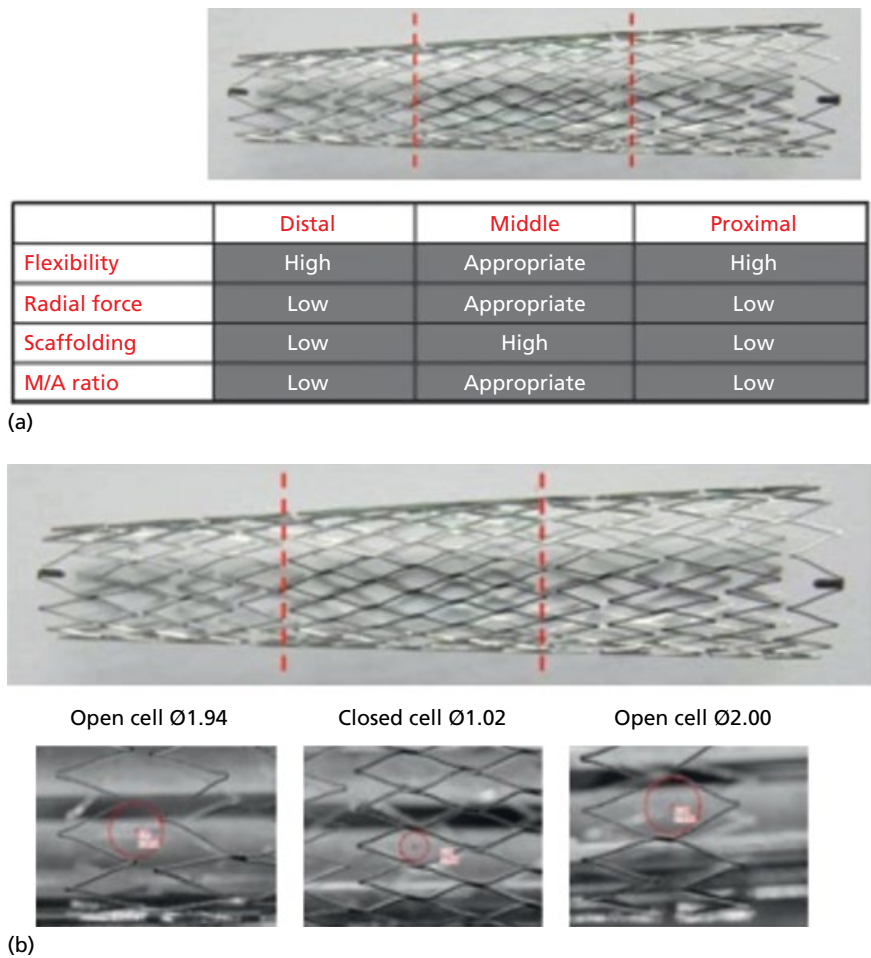 Distal Middle Proximal
Flexibility High Appropriate High
Radial force Low Appropriate Low
Scaffolding Low High Low
M/A ratio Low Appropriate Low
(a)
Open cell Ø1.94 Closed cell Ø1.02 Open cell Ø2.00
(b)